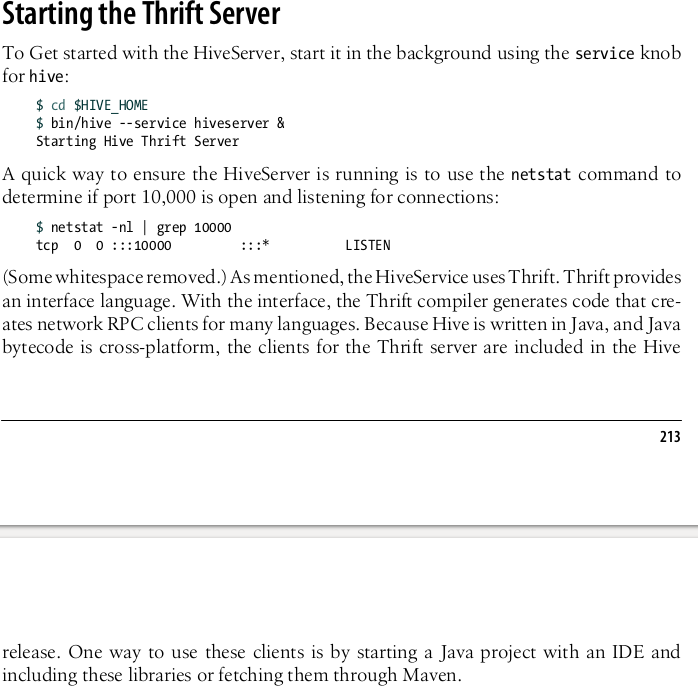 Starting the Thrift Server
To Get started with the HiveServer, start it in the background using the service knob
for hive:
$ cd $HIVE_HOME
$ bin/hive --service hiveserver &
Starting Hive Thrift Server
A quick way to ensure the HiveServer is running is to use the netstat command to
determine if port 10,000 is open and listening for connections:
$ netstat -nl | grep 10000
tcp 0 0 :::10000 :::* LISTEN
(Some whitespace removed.) As mentioned, the HiveService uses Thrift. Thrift provides
an interface language. With the interface, the Thrift compiler generates code that cre-
ates network RPC clients for many languages. Because Hive is written in Java, and Java
bytecode is cross-platform, the clients for the Thrift server are included in the Hive
213
release. One way to use these clients is by starting a Java project with an IDE and
including these libraries or fetching them through Maven.